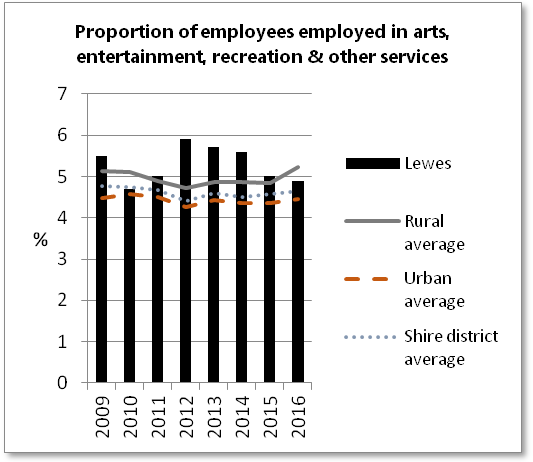 Proportion of employees employed in arts,
entertainment, recreation & other services
7
6
5
4
3
2
1
0
%
2009
2010
2011
2012
2013
2014
2015
2016
Lewes
Rural
average
Urban
average
Shire district
average